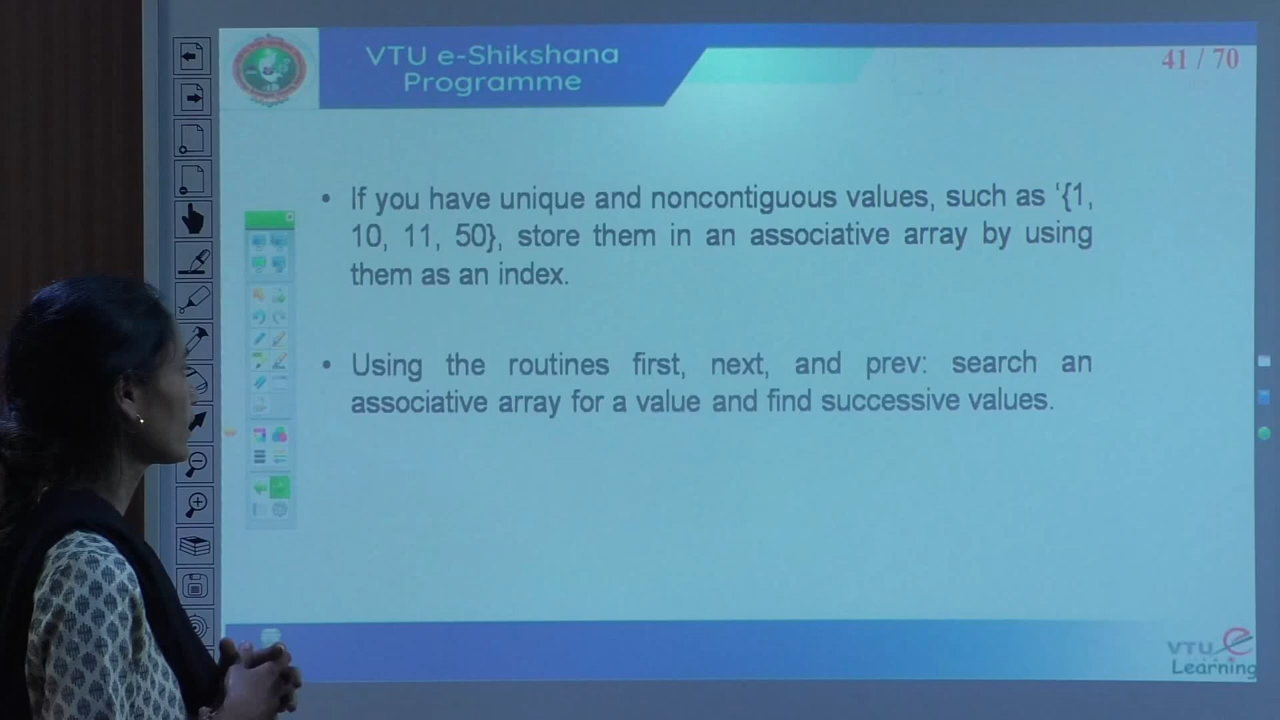 VTU e-Shikshana
Programme
41 / 70
• If you have unique and noncontiguous values, such as ‘{1,
10, 11, 50}, store them in an associative array by using
them as an index.
• Using the routines first, next, and prev: search an
associative array for a value and find successive values.
VTU e
Learning